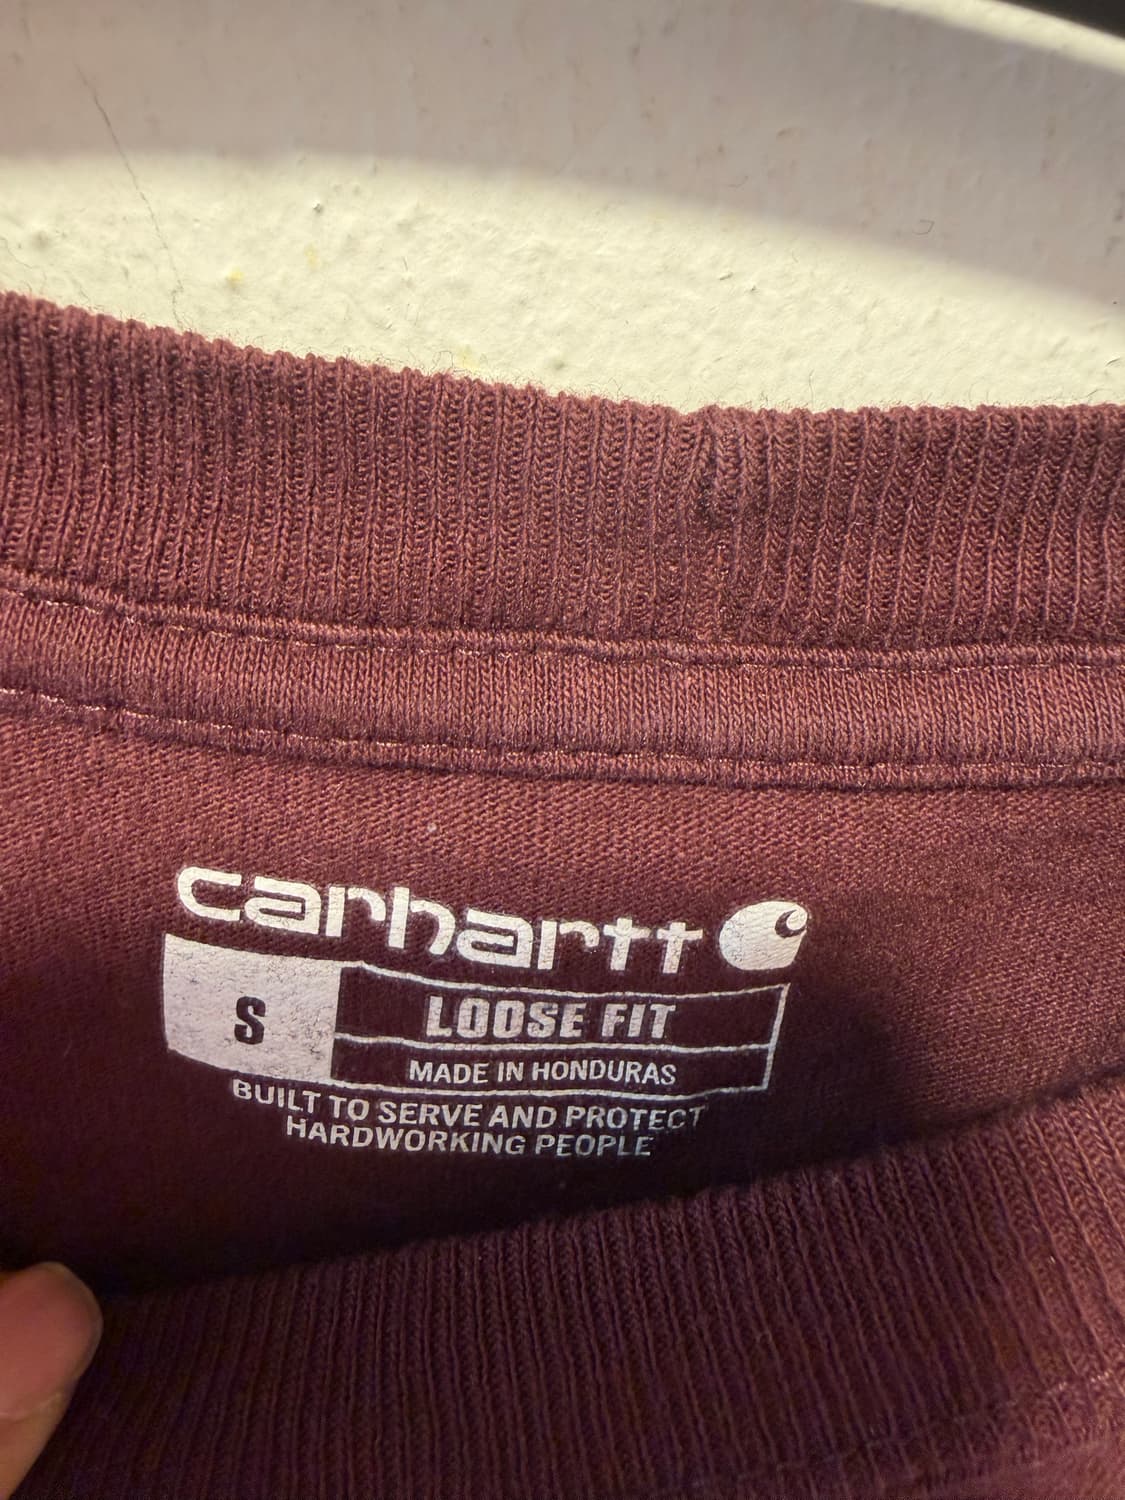 carhartt
S
LOOSE FIT
MADE IN HONDURAS
BUILT TO SERVE AND PROTECT
HARDWORKING PEOPLE